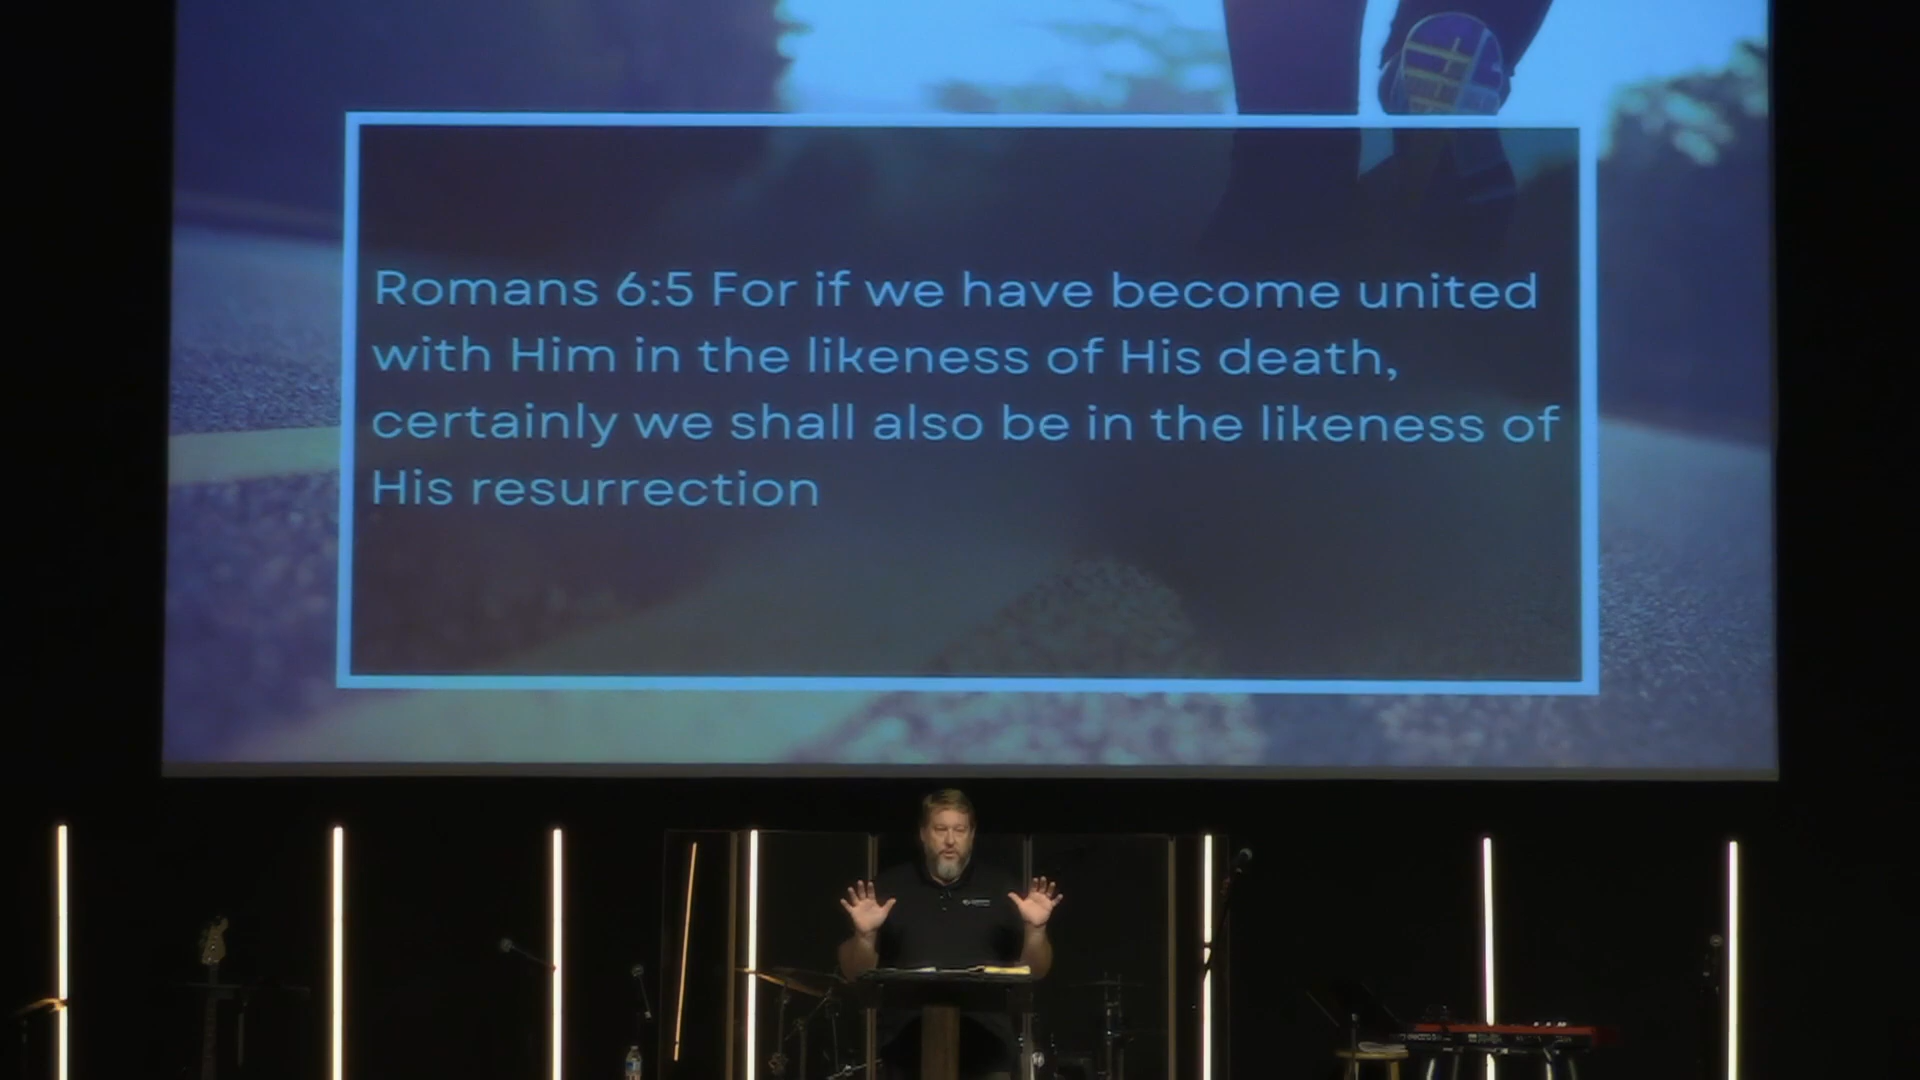 Romans 6:5 For if we have become united
with Him in the likeness of His death,
certainly we shall also be in the likeness of
His resurrection